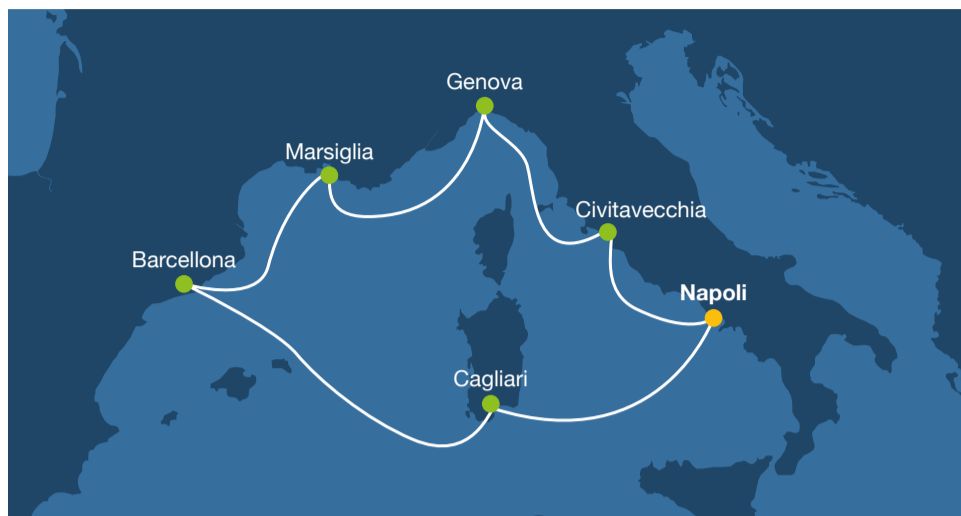 Genova
Marsiglia
Civitavecchia
Barcellona
Napoli
Cagliari